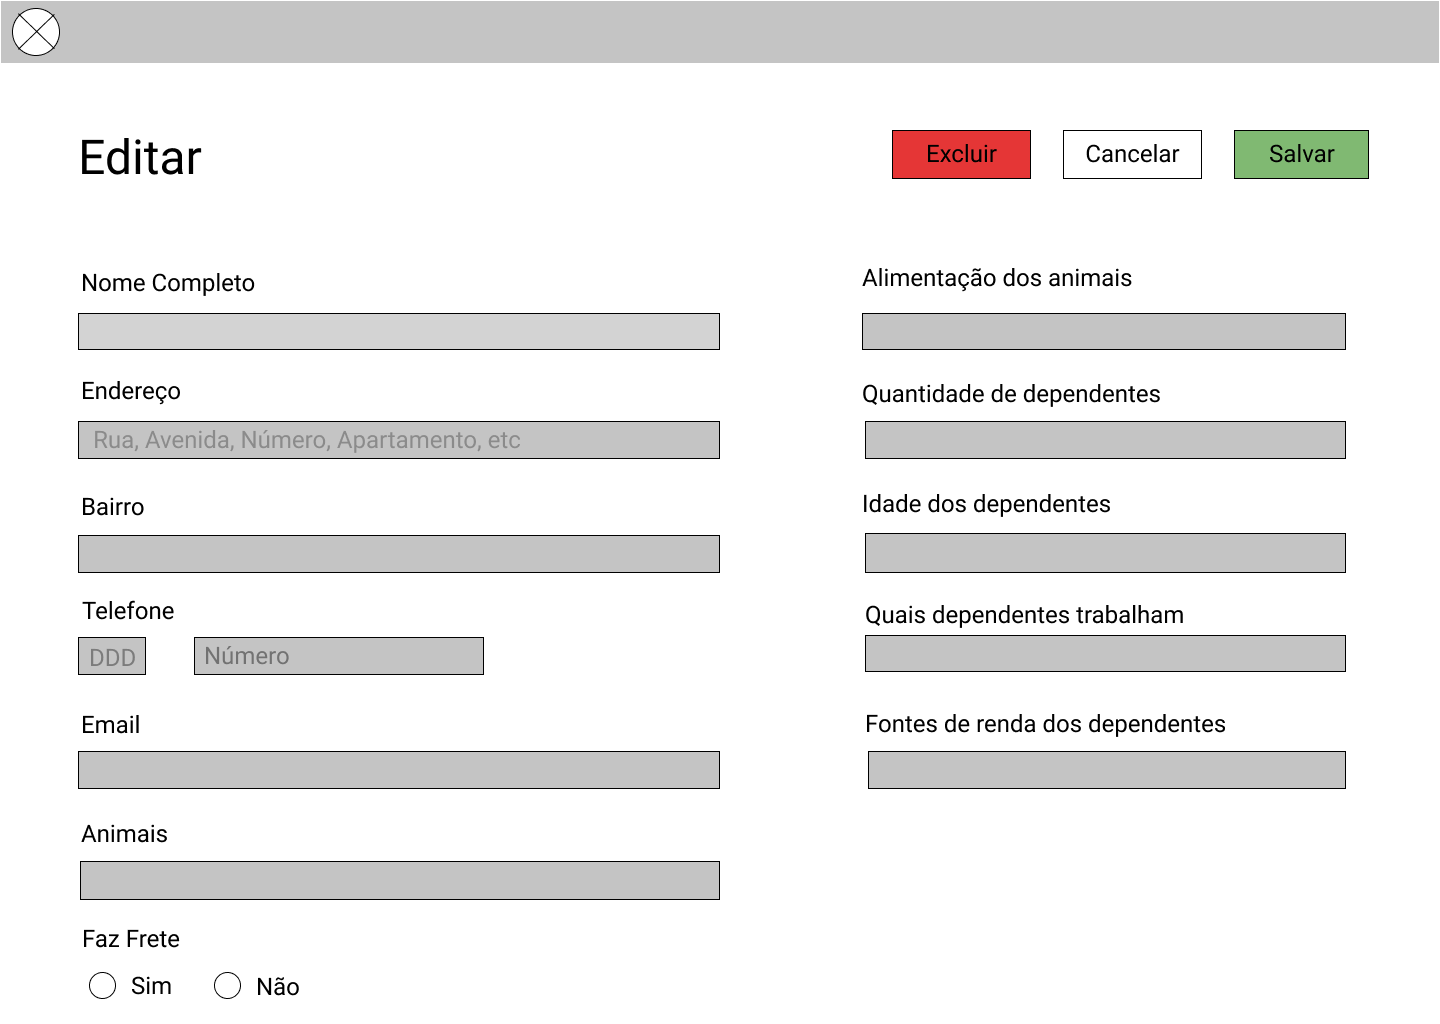 Editar
Excluir
Cancelar
Salvar
Nome Completo
Endereço
Rua, Avenida, Número, Apartamento, etc
Bairro
Telefone
DDD
Número
Email
Animais
Faz Frete
Sim
Não
Alimentação dos animais
Quantidade de dependentes
Idade dos dependentes
Quais dependentes trabalham
Fontes de renda dos dependentes